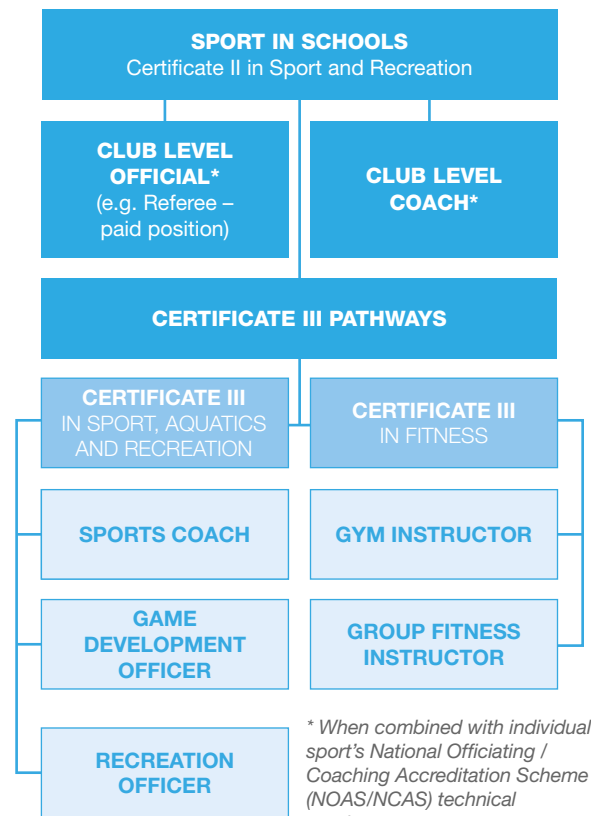 SPORT IN SCHOOLS
Certificate II in Sport and Recreation
CLUB LEVEL
OFFICIAL*
(e.g. Referee –
paid position)
CLUB LEVEL
COACH*
CERTIFICATE III PATHWAYS
CERTIFICATE III
IN SPORT, AQUATICS
AND RECREATION
CERTIFICATE III
IN FITNESS
SPORTS COACH
GYM INSTRUCTOR
GAME
DEVELOPMENT
OFFICER
GROUP FITNESS
INSTRUCTOR
RECREATION
OFFICER
* When combined with individual
sport's National Officiating /
Coaching Accreditation Scheme
(NOAS/NCAS) technical